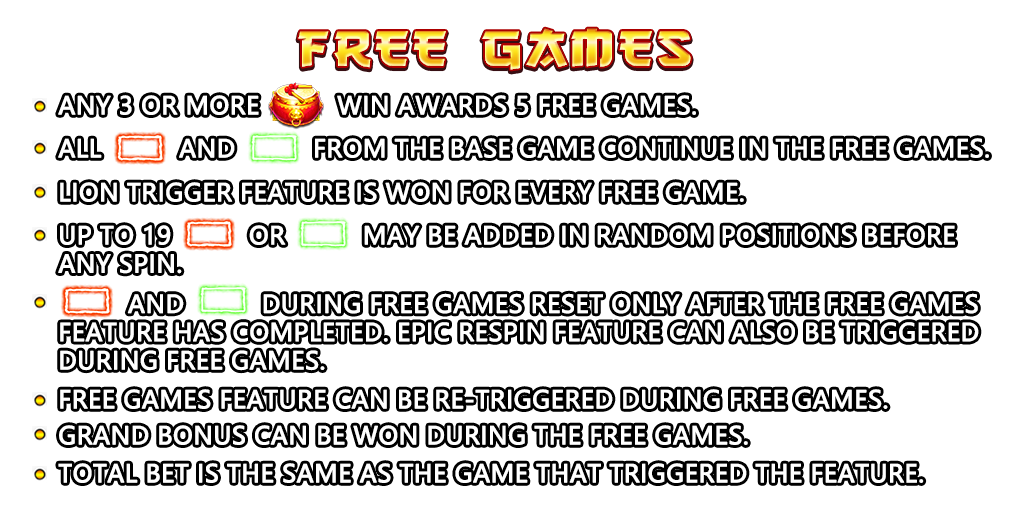 FREE GAMES
ANY 3 OR MORE WIN AWARDS 5 FREE GAMES.
ALL AND FROM THE BASE GAME CONTINUE IN THE FREE GAMES.
LION TRIGGER FEATURE IS WON FOR EVERY FREE GAME.
UP TO 19 OR MAY BE ADDED IN RANDOM POSITIONS BEFORE
ANY SPIN.
AND DURING FREE GAMES RESET ONLY AFTER THE FREE GAMES
FEATURE HAS COMPLETED. EPIC RESPIN FEATURE CAN ALSO BE TRIGGERED
DURING FREE GAMES.
FREE GAMES FEATURE CAN BE RE-TRIGGERED DURING FREE GAMES.
GRAND BONUS CAN BE WON DURING THE FREE GAMES.
TOTAL BET IS THE SAME AS THE GAME THAT TRIGGERED THE FEATURE.